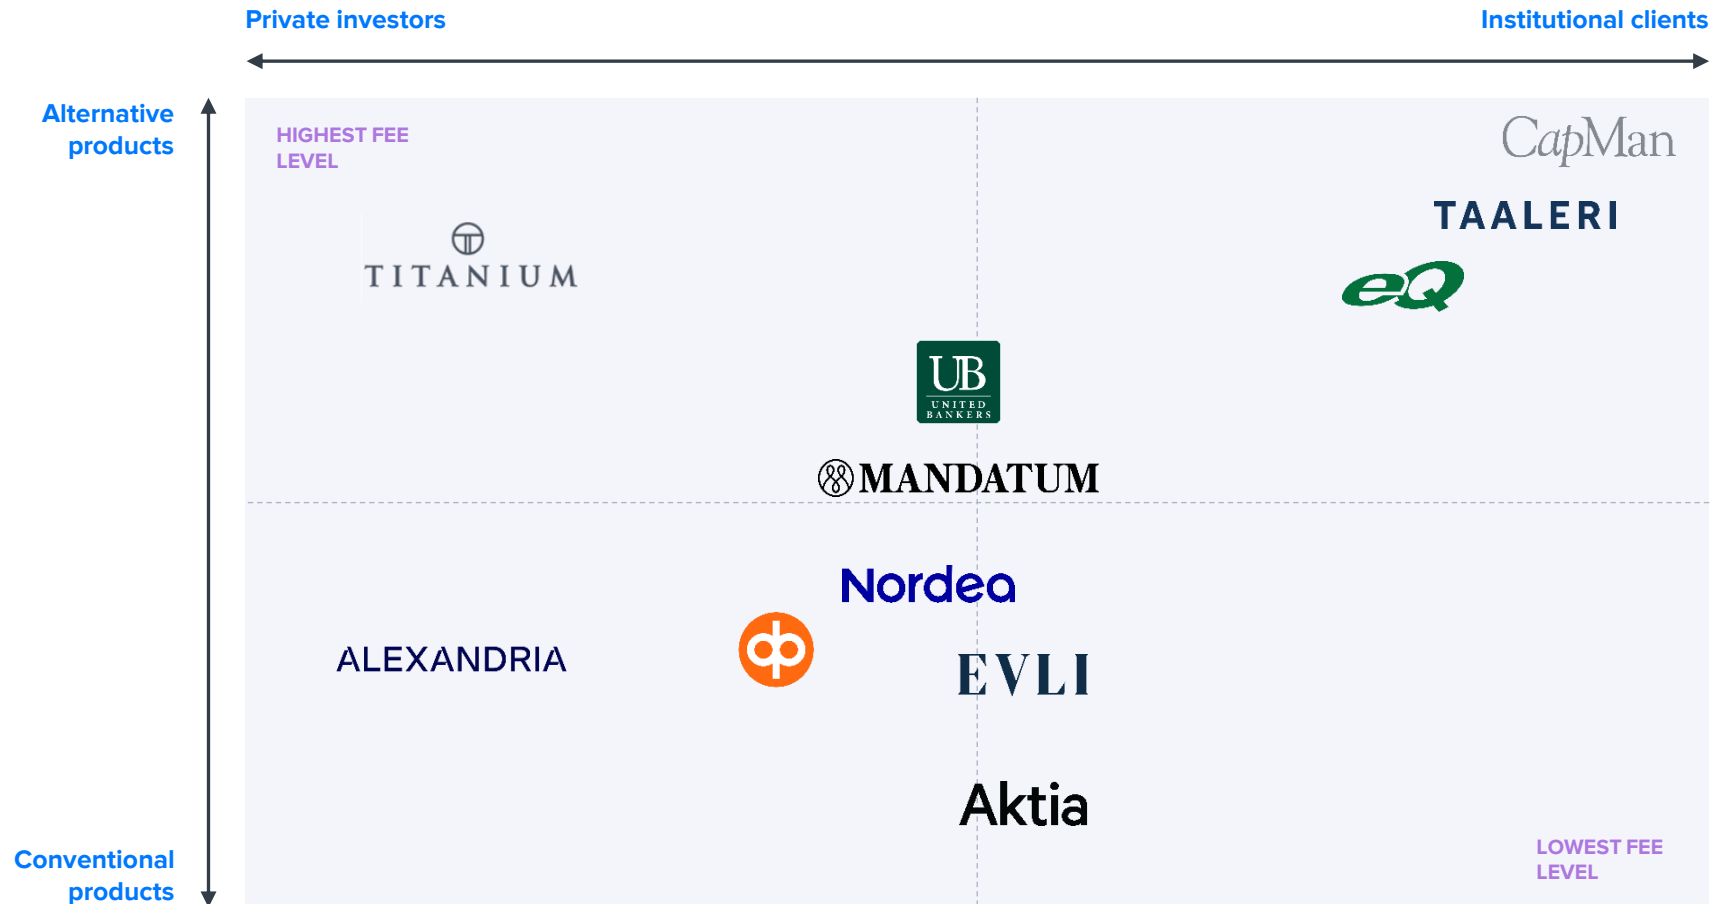 Private investors
Institutional clients
Alternative
products
HIGHEST FEE
LEVEL
CapMan
TAALERI
TITANIUM
eQ
UB
UNITED
BANKERS
MANDATUM
Nordea
op
ALEXANDRIA
EVLI
Aktia
Conventional
products
LOWEST FEE
LEVEL